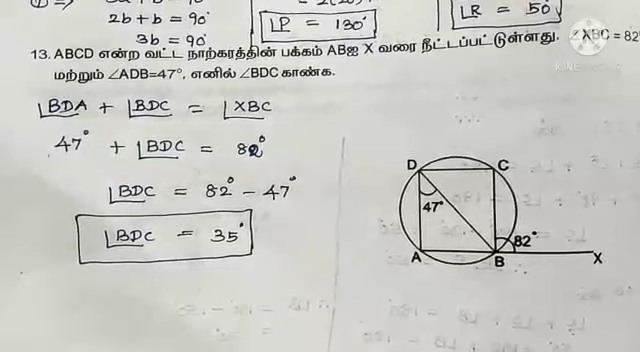 2b + b = 90°
3b = 90°
∠P = 130°
∠R = 50°
13. ABCD என்ற வட்ட நாற்கரத்தின் பக்கம் ABஐ X வரை நீட்டப்பட்டுள்ளது. ∠XBC = 82°
மற்றும் ∠ADB=47°, எனில் ∠BDC காண்க.
∠BDA + ∠BDC = ∠XBC
47° + ∠BDC = 82°
∠BDC = 82° - 47°
∠BDC = 35°
D C
47°
82°
A B X